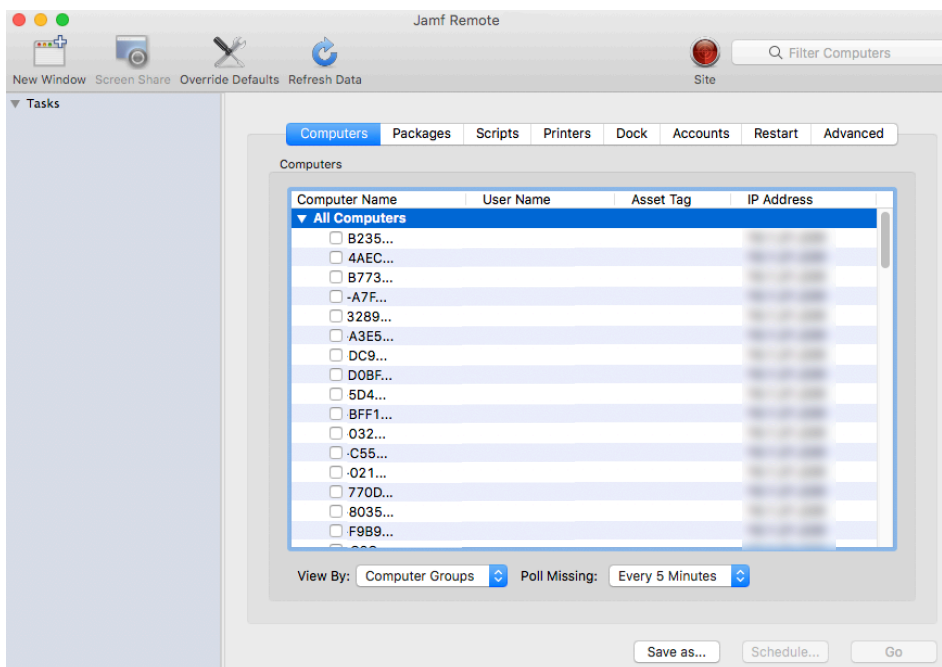 Jamf Remote
New Window Screen Share Override Defaults Refresh Data Site Filter Computers
Tasks
Computers Packages Scripts Printers Dock Accounts Restart Advanced
Computers
Computer Name User Name Asset Tag IP Address
All Computers
B235...
4AEC...
B773...
-A7F...
3289...
A3E5...
DC9...
D0BF...
5D4...
BFF1...
032...
C55...
021...
770D...
8035...
F9B9...
View By: Computer Groups Poll Missing: Every 5 Minutes
Save as... Schedule... Go